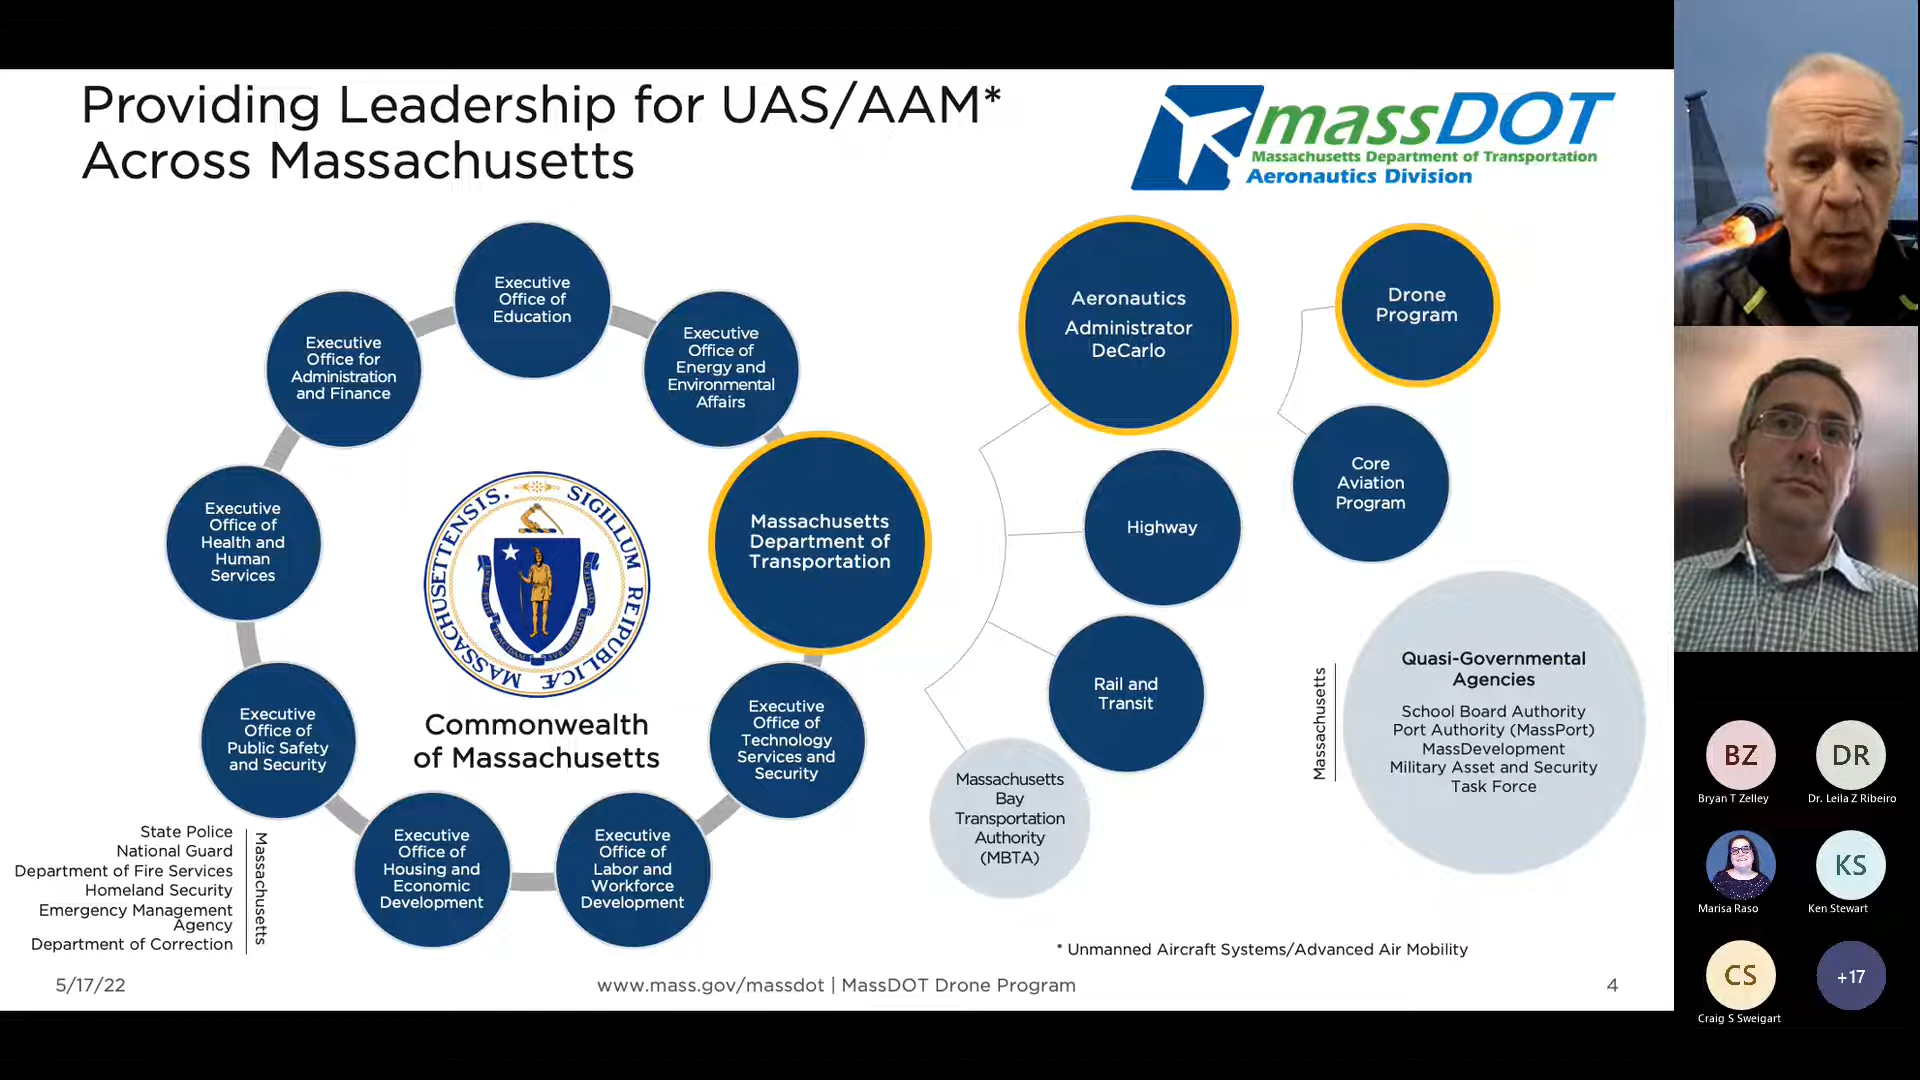 Providing Leadership for UAS/AAM*
Across Massachusetts
massDOT
Massachusetts Department of Transportation
Aeronautics Division
Executive
Office of
Education
Executive
Office for
Administration
and Finance
Executive
Office of
Energy and
Environmental
Affairs
Executive
Office of
Health and
Human
Services
Massachusetts
Department of
Transportation
SIGILLUM REIPUBLICÆ MASSACHUSETTENSIS.
Commonwealth
of Massachusetts
Executive
Office of
Public Safety
and Security
Executive
Office of
Technology
Services and
Security
Executive
Office of
Housing and
Economic
Development
Executive
Office of
Labor and
Workforce
Development
State Police
National Guard
Department of Fire Services
Homeland Security
Emergency Management
Agency
Department of Correction
Massachusetts
Aeronautics
Administrator
DeCarlo
Highway
Rail and
Transit
Massachusetts
Bay
Transportation
Authority
(MBTA)
Drone
Program
Core
Aviation
Program
Massachusetts
Quasi-Governmental
Agencies
School Board Authority
Port Authority (MassPort)
MassDevelopment
Military Asset and Security
Task Force
* Unmanned Aircraft Systems/Advanced Air Mobility
5/17/22
www.mass.gov/massdot | MassDOT Drone Program
4
BZ
Bryan T Zelley
DR
Dr. Leila Z Ribeiro
Marisa Raso
KS
Ken Stewart
CS
Craig S Sweigart
+17